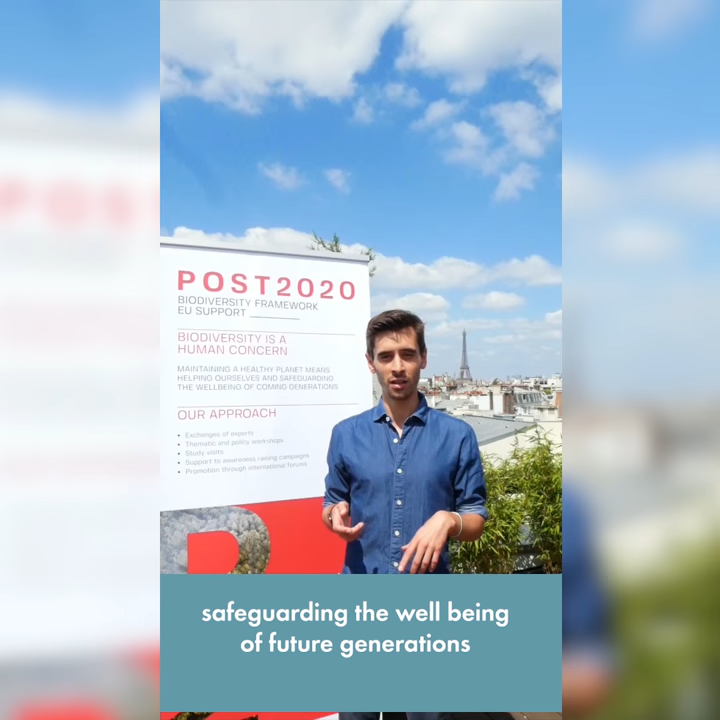 POST2020
BIODIVERSITY FRAMEWORK
EU SUPPORT
BIODIVERSITY IS A
HUMAN CONCERN
MAINTAINING A HEALTHY PLANET MEANS
HELPING OURSELVES AND SAFEGUARDING
THE WELLBEING OF COMING GENERATIONS
OUR APPROACH
• Exchanges of experts
• Thematic and policy workshops
• Study visits
• Support to awareness raising campaigns
• Promotion through international forums
safeguarding the well being
of future generations